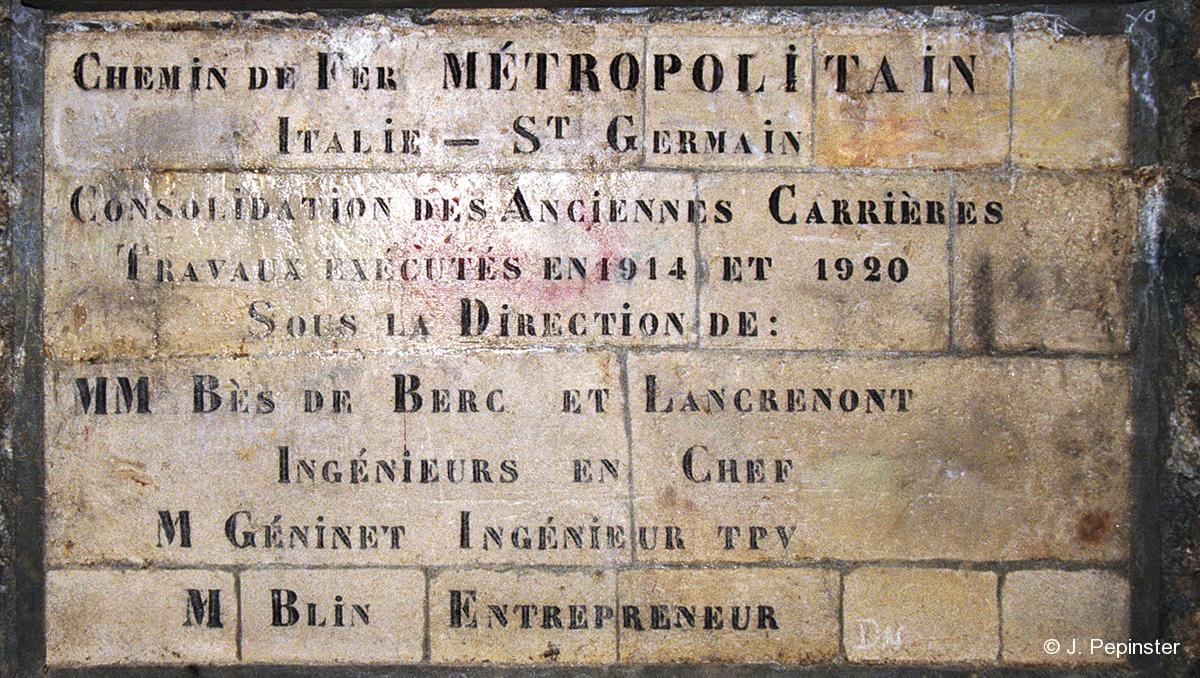 CHEMIN DE FER MÉTROPOLITAIN
ITALIE – ST GERMAIN
CONSOLIDATION DES ANCIENNES CARRIÈRES
TRAVAUX EXÉCUTÉS EN 1914 ET 1920
SOUS LA DIRECTION DE:
MM BÈS DE BERC ET LANCRENONT
INGÉNIEURS EN CHEF
M GÉNINET INGÉNIEUR TPV
M BLIN ENTREPRENEUR
© J. Pepinster